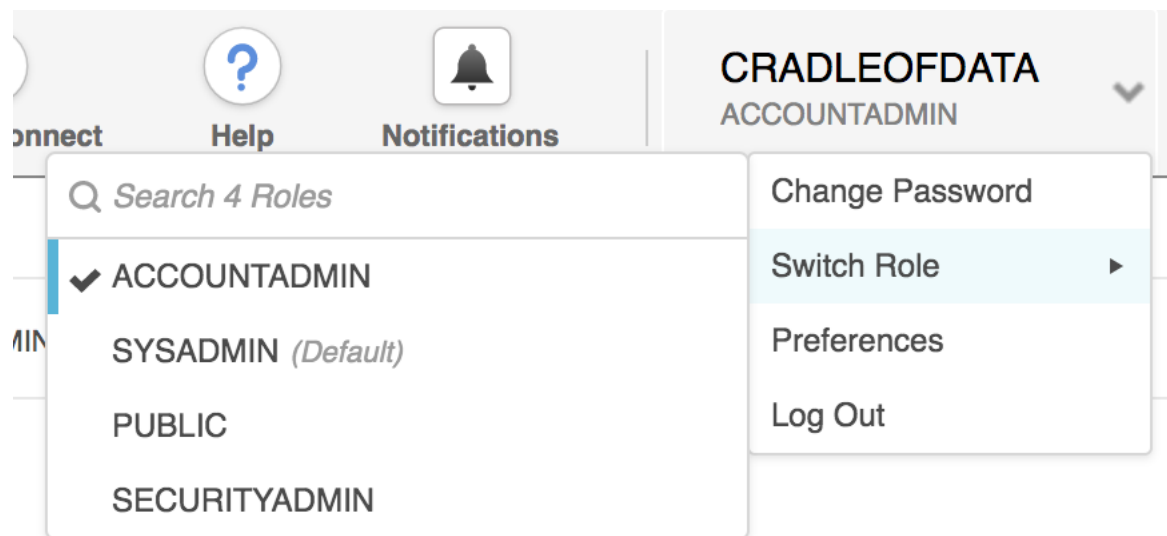 CRADLEOFDATA
ACCOUNTADMIN
onnect
Help
Notifications
Search 4 Roles
ACCOUNTADMIN
SYSADMIN (Default)
PUBLIC
SECURITYADMIN
Change Password
Switch Role
Preferences
Log Out
MIN